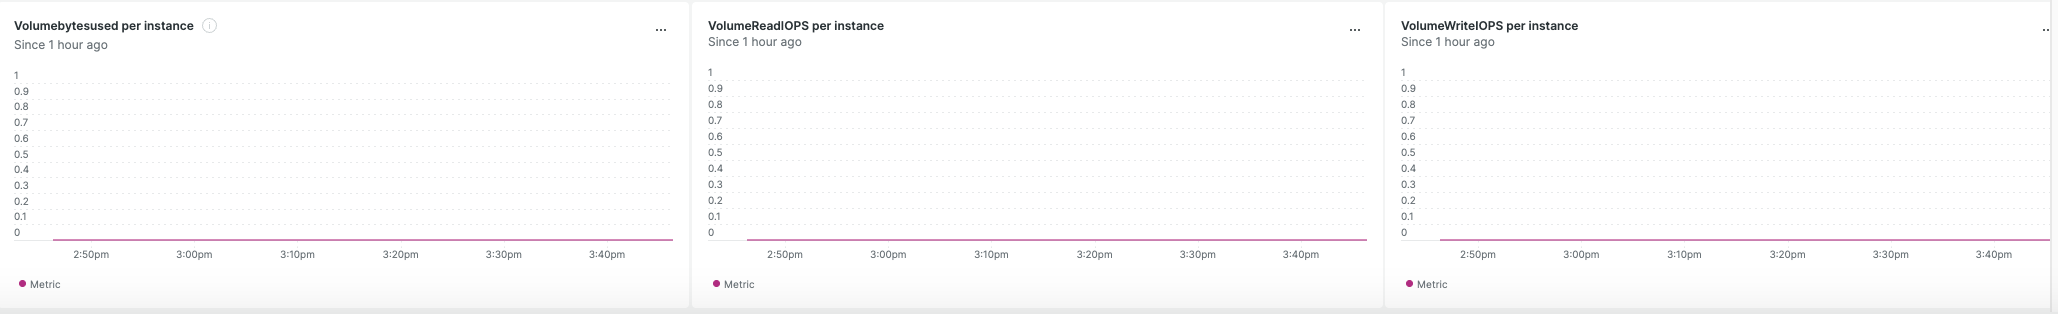 Volumebytesused per instance
Since 1 hour ago
1
0.9
0.8
0.7
0.6
0.5
0.4
0.3
0.2
0.1
0
2:50pm 3:00pm 3:10pm 3:20pm 3:30pm 3:40pm
Metric
VolumeReadIOPS per instance
Since 1 hour ago
1
0.9
0.8
0.7
0.6
0.5
0.4
0.3
0.2
0.1
0
2:50pm 3:00pm 3:10pm 3:20pm 3:30pm 3:40pm
Metric
VolumeWriteIOPS per instance
Since 1 hour ago
1
0.9
0.8
0.7
0.6
0.5
0.4
0.3
0.2
0.1
0
2:50pm 3:00pm 3:10pm 3:20pm 3:30pm 3:40pm
Metric